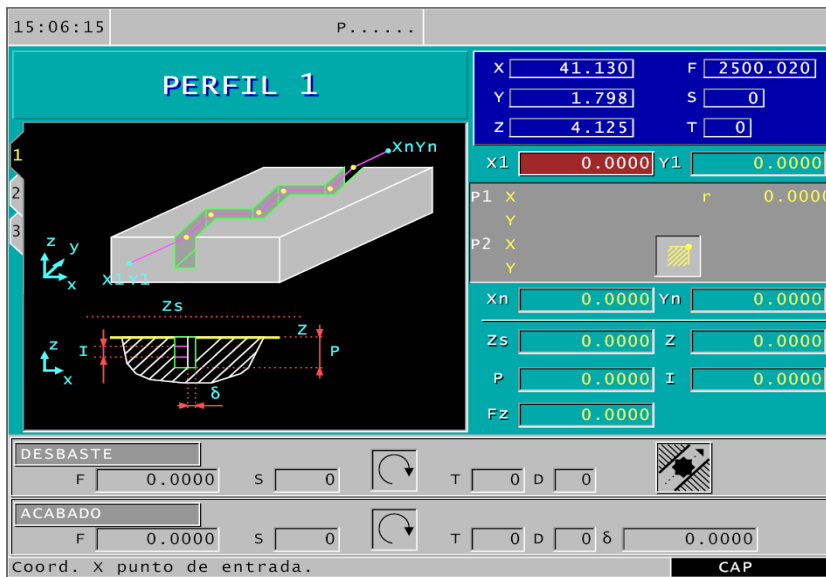 15:06:15 P......
PERFIL 1
X 41.130 F 2500.020
Y 1.798 S 0
Z 4.125 T 0
1
2
3
XnYn
z y
x
X1Y1
Zs
Z
z
x
I P
δ
X1 0.0000 Y1 0.0000
P1 X r 0.0000
Y
P2 X
Y
Xn 0.0000 Yn 0.0000
Zs 0.0000 Z 0.0000
P 0.0000 I 0.0000
Fz 0.0000
DESBASTE
F 0.0000 S 0 T 0 D 0
ACABADO
F 0.0000 S 0 T 0 D 0 δ 0.0000
Coord. X punto de entrada. CAP